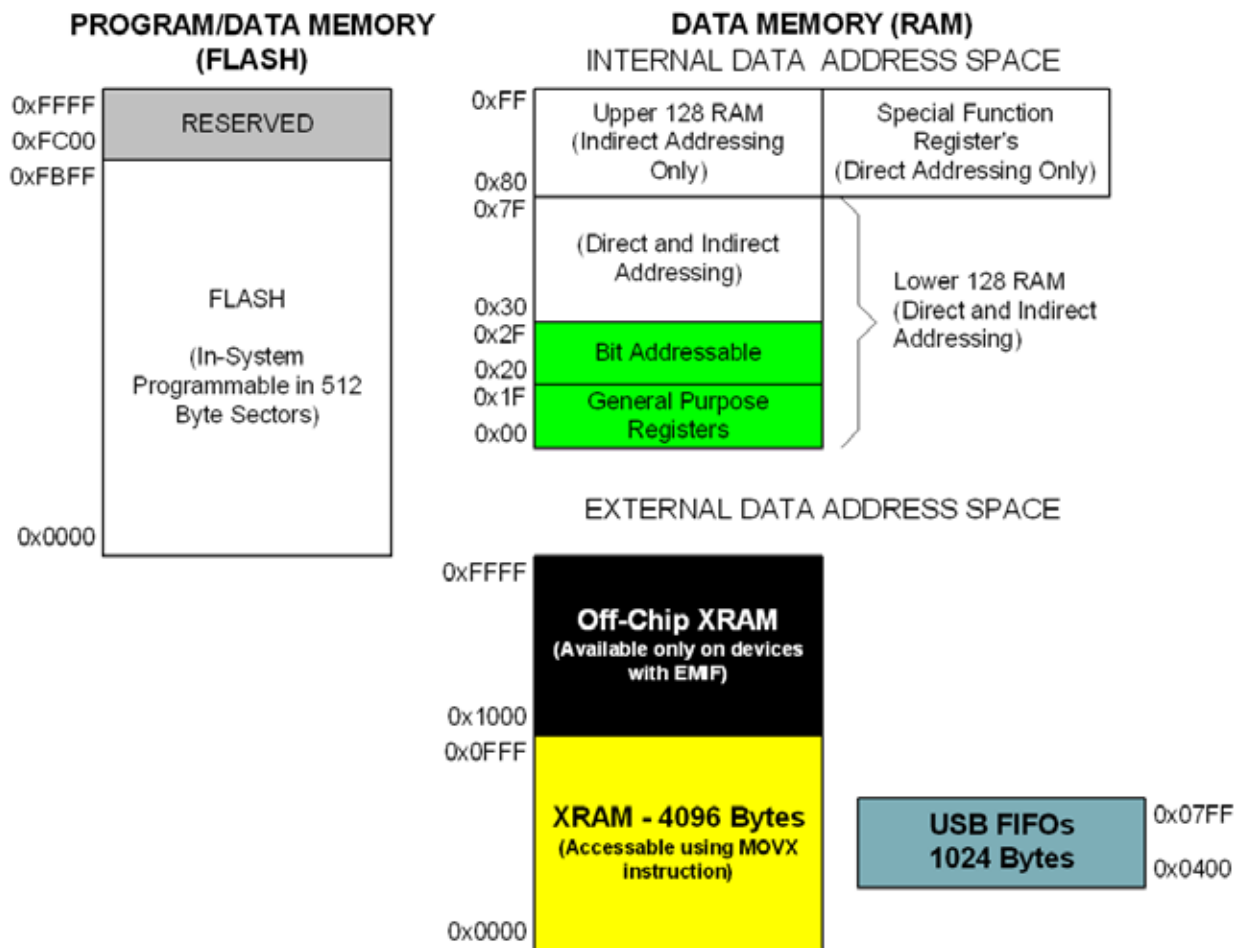 PROGRAM/DATA MEMORY
(FLASH)
0xFFFF
RESERVED
0xFC00
0xFBFF
FLASH
(In-System
Programmable in 512
Byte Sectors)
0x0000
DATA MEMORY (RAM)
INTERNAL DATA ADDRESS SPACE
0xFF
Upper 128 RAM
(Indirect Addressing
Only)
0x80
Special Function
Register's
(Direct Addressing Only)
0x7F
(Direct and Indirect
Addressing)
0x30
Lower 128 RAM
(Direct and Indirect
Addressing)
0x2F
Bit Addressable
0x20
0x1F
General Purpose
Registers
0x00
EXTERNAL DATA ADDRESS SPACE
0xFFFF
Off-Chip XRAM
(Available only on devices
with EMIF)
0x1000
0x0FFF
XRAM - 4096 Bytes
(Accessable using MOVX
instruction)
0x0000
USB FIFOs
1024 Bytes
0x07FF
0x0400